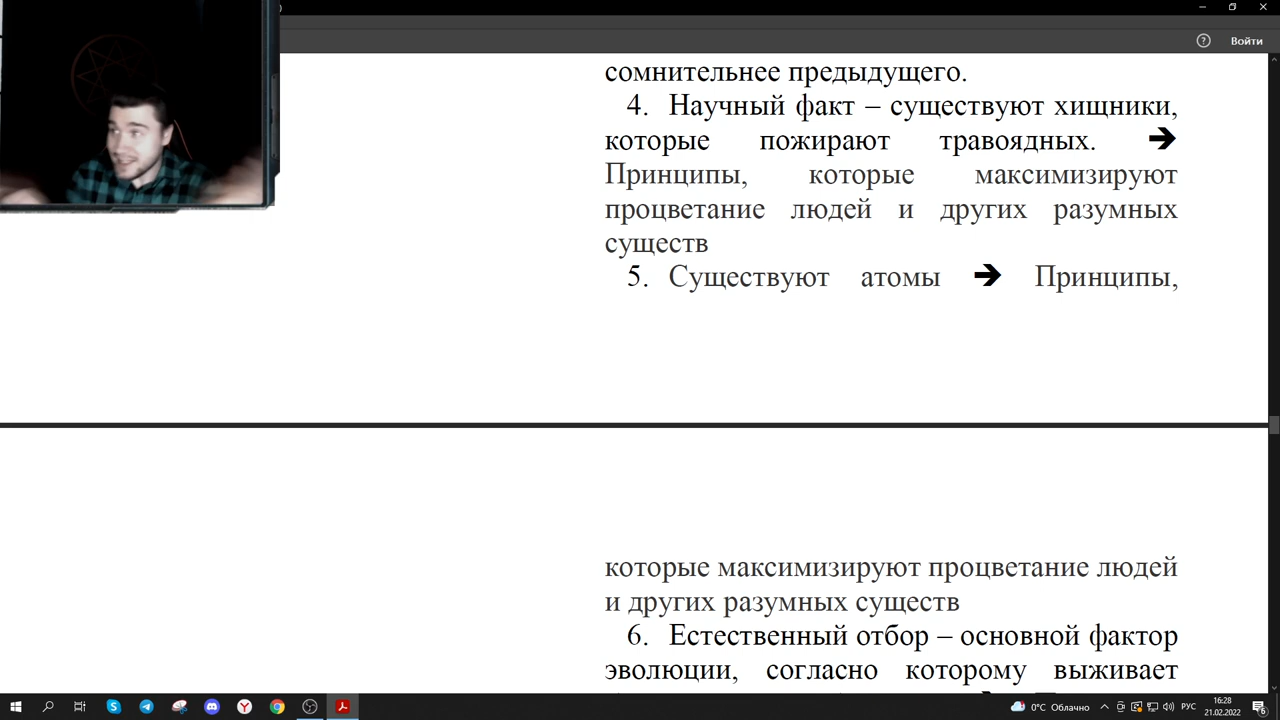 Войти
сомнительнее предыдущего.
4. Научный факт – существуют хищники,
которые пожирают травоядных. ➔
Принципы, которые максимизируют
процветание людей и других разумных
существ
5. Существуют атомы ➔ Принципы,
которые максимизируют процветание людей
и других разумных существ
6. Естественный отбор – основной фактор
эволюции, согласно которому выживает
0°C Облачно
РУС
16:28
21.02.2022
6